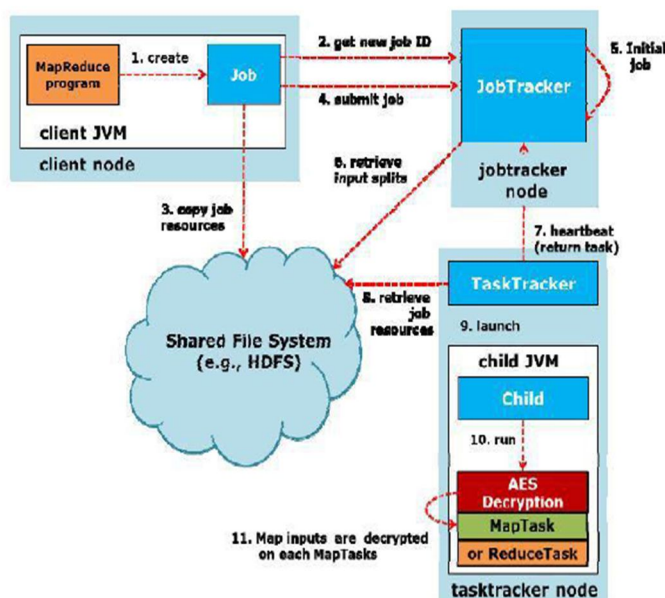 MapReduce
program
1. create
Job
client JVM
client node
2. get new job ID
4. submit job
JobTracker
5. Initial
job
jobtracker
node
3. copy job
resources
6. retrieve
input splits
7. heartbeat
(return task)
Shared File System
(e.g., HDFS)
8. retrieve
job
resources
TaskTracker
9. launch
child JVM
Child
10. run
AES
Decryption
MapTask
or ReduceTask
11. Map inputs are decrypted
on each MapTasks
tasktracker node